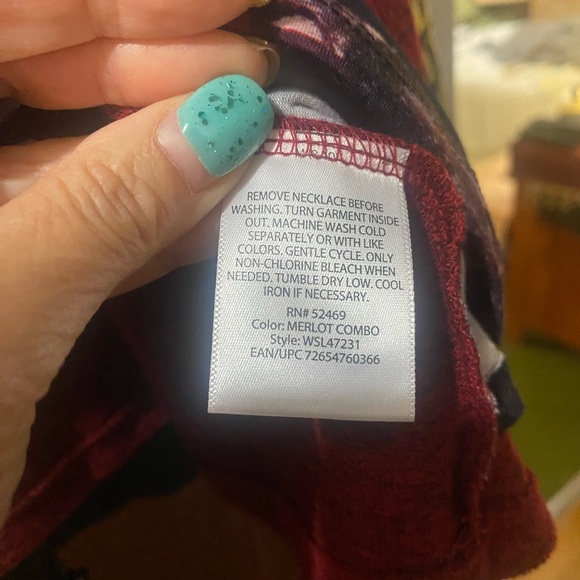 REMOVE NECKLACE BEFORE
WASHING. TURN GARMENT INSIDE
OUT. MACHINE WASH COLD
SEPARATELY OR WITH LIKE
COLORS. GENTLE CYCLE. ONLY
NON-CHLORINE BLEACH WHEN
NEEDED. TUMBLE DRY LOW. COOL
IRON IF NECESSARY.
RN# 52469
Color: MERLOT COMBO
Style: WSL47231
EAN/UPC 72654760366